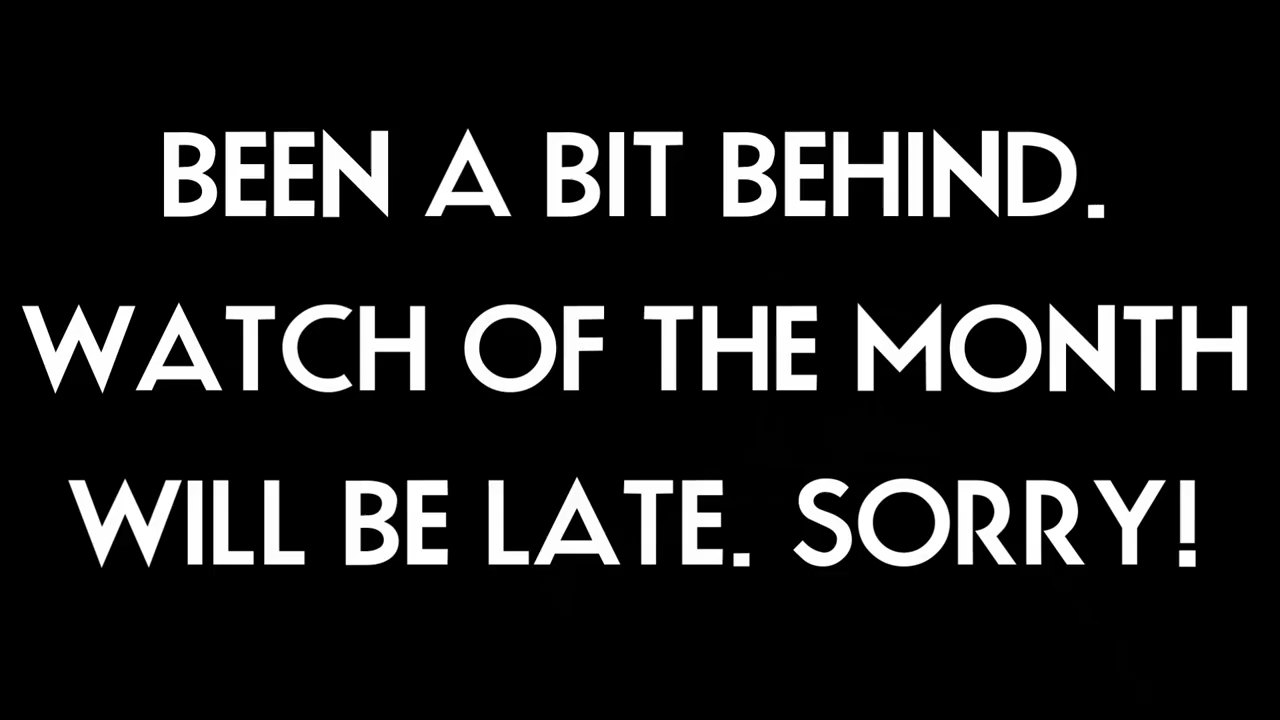 BEEN A BIT BEHIND.
WATCH OF THE MONTH
WILL BE LATE. SORRY!